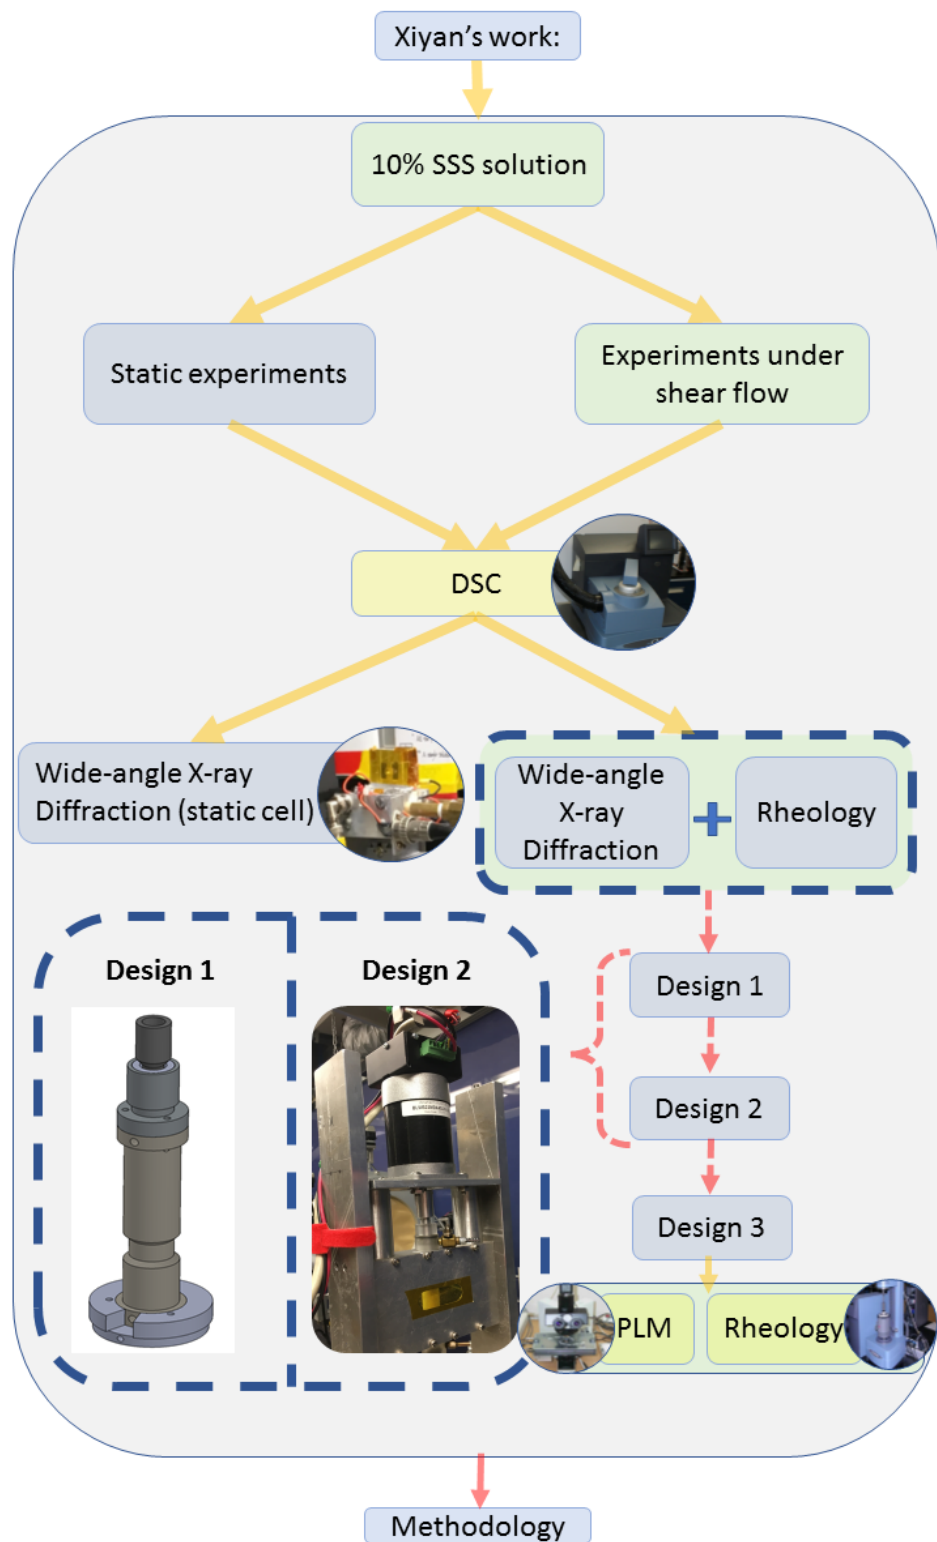 Xiyan’s work:
10% SSS solution
Static experiments
Experiments under
shear flow
DSC
Wide-angle X-ray
Diffraction (static cell)
Wide-angle
X-ray
Diffraction
Rheology
Design 1
Design 2
Design 1
Design 2
Design 3
PLM
Rheology
Methodology